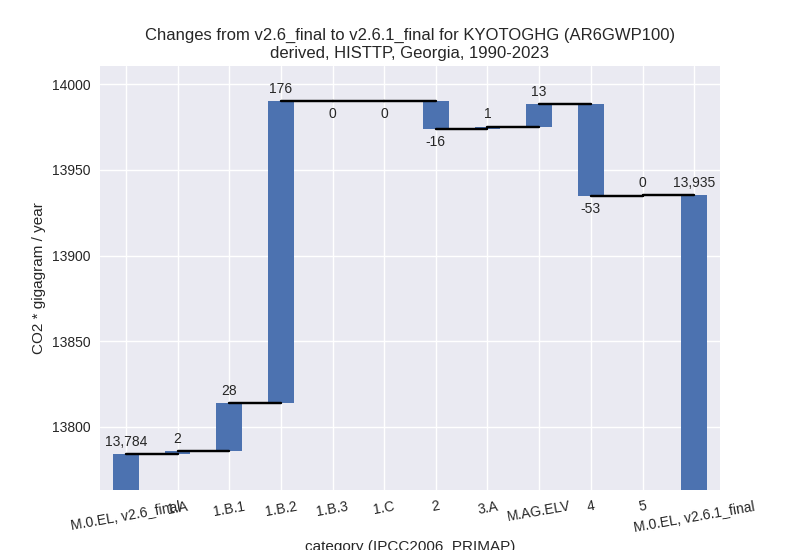 Changes from v2.6_final to v2.6.1_final for KYOTOGHG (AR6GWP100)
derived, HISTTP, Georgia, 1990-2023
CO2 * gigagram / year
14000
13950
13900
13850
13800
13,784
2
28
176
0
0
-16
1
13
-53
0
13,935
M.0.EL, v2.6_final
1.A
1.B.1
1.B.2
1.B.3
1.C
2
3.A
M.AG.ELV
4
5
M.0.EL, v2.6.1_final
category (IPCC2006_PRIMAP)